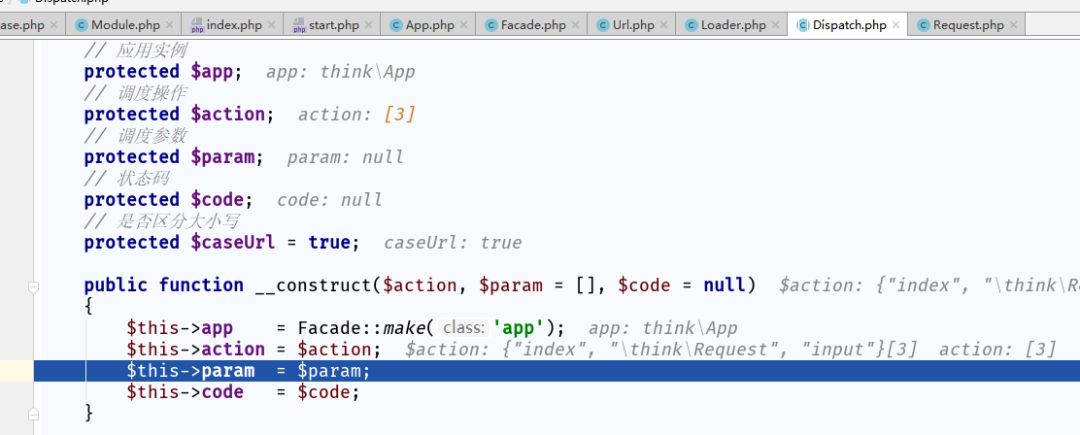 Dispatch.php
ase.php × Module.php × index.php × start.php × App.php × Facade.php × Url.php × Loader.php × Dispatch.php × Request.php ×
// 应用实例
protected $app; app: think\App
// 调度操作
protected $action; action: [3]
// 调度参数
protected $param; param: null
// 状态码
protected $code; code: null
// 是否区分大小写
protected $caseUrl = true; caseUrl: true
public function __construct($action, $param = [], $code = null) $action: {"index", "\think\R
{
$this->app = Facade::make( class: 'app'); app: think\App
$this->action = $action; $action: {"index", "\think\Request", "input"}[3] action: [3]
$this->param = $param;
$this->code = $code;
}